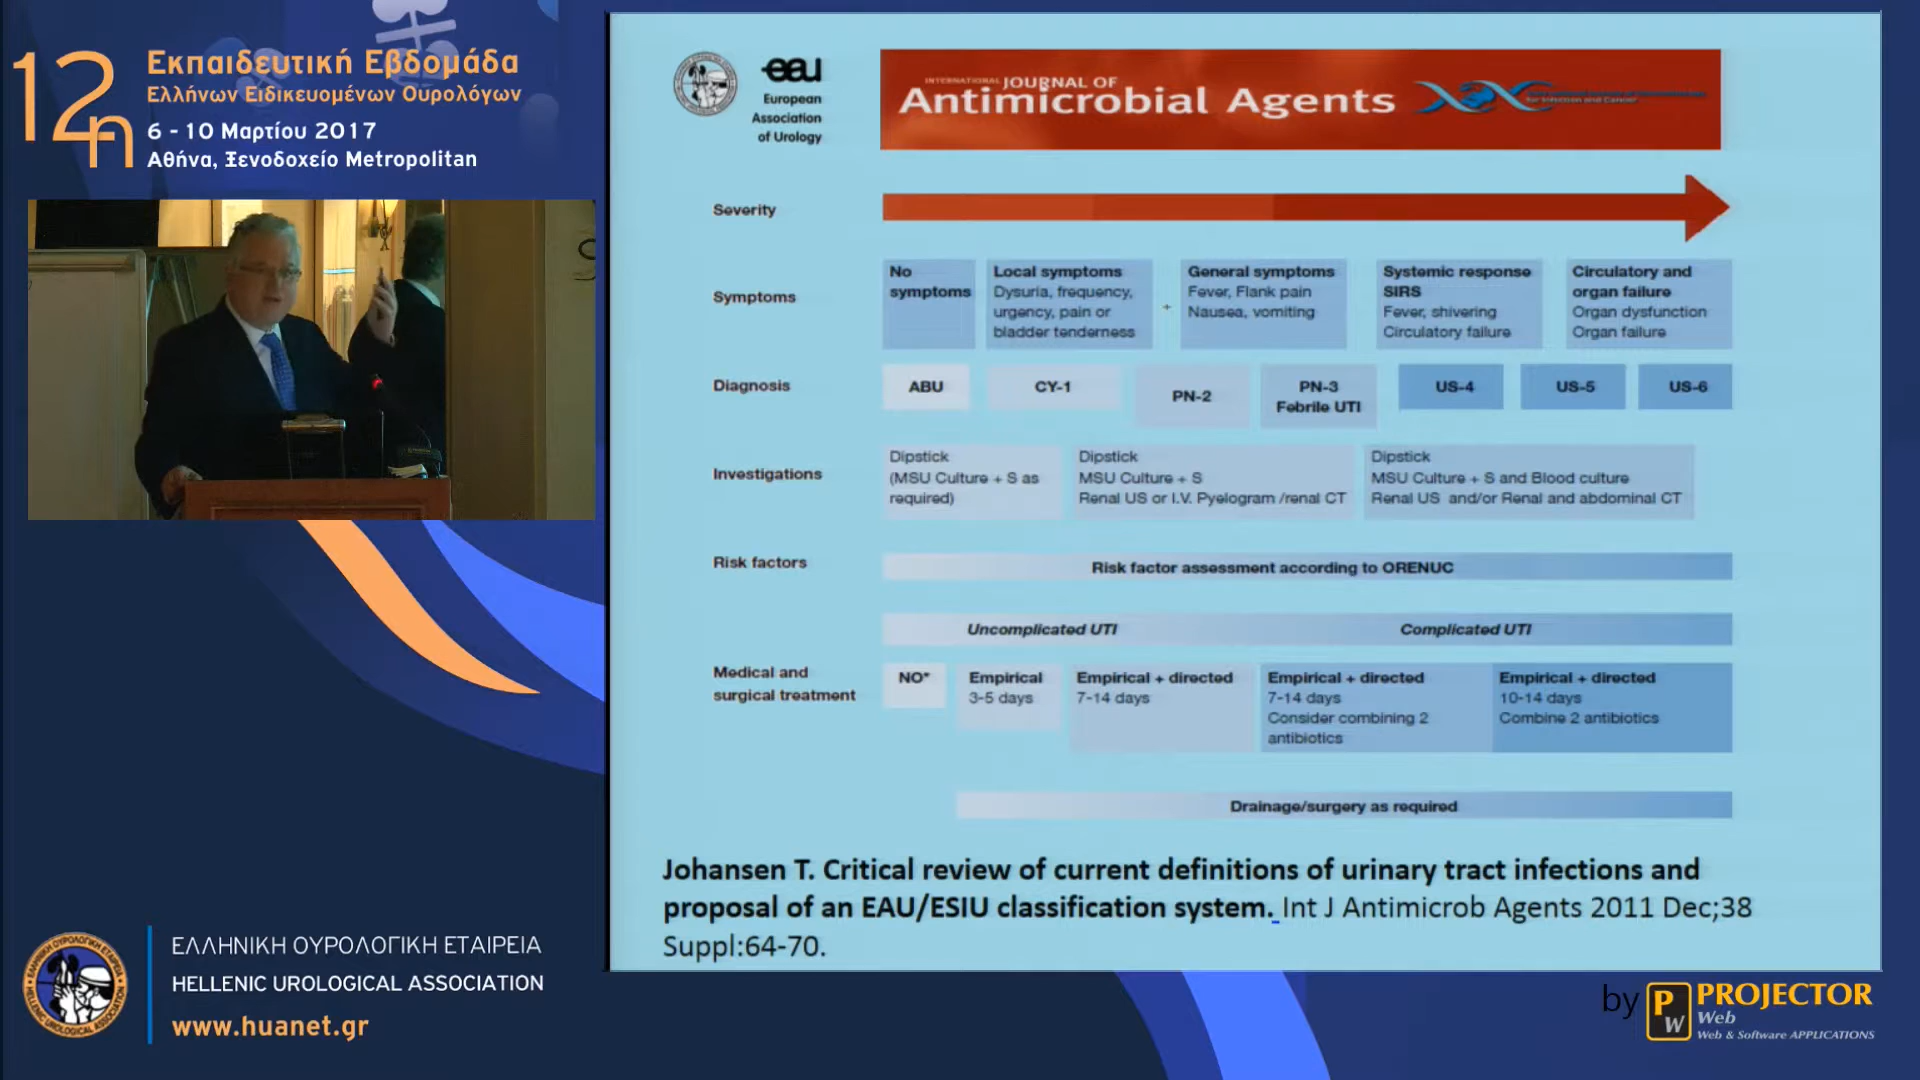 12η
Εκπαιδευτική Εβδομάδα
Ελλήνων Ειδικευομένων Ουρολόγων
6 - 10 Μαρτίου 2017
Αθήνα, Ξενοδοχείο Metropolitan
eau
European
Association
of Urology
INTERNATIONAL JOURNAL OF
Antimicrobial Agents
for Infection and Cancer
Severity
Symptoms
No
symptoms
Local symptoms
Dysuria, frequency,
urgency, pain or
bladder tenderness
+
General symptoms
Fever, Flank pain
Nausea, vomiting
Systemic response
SIRS
Fever, shivering
Circulatory failure
Circulatory and
organ failure
Organ dysfunction
Organ failure
Diagnosis
ABU
CY-1
PN-2
PN-3
Febrile UTI
US-4
US-5
US-6
Investigations
Dipstick
(MSU Culture + S as
required)
Dipstick
MSU Culture + S
Renal US or I.V. Pyelogram /renal CT
Dipstick
MSU Culture + S and Blood culture
Renal US and/or Renal and abdominal CT
Risk factors
Risk factor assessment according to ORENUC
Uncomplicated UTI
Complicated UTI
Medical and
surgical treatment
NO*
Empirical
3-5 days
Empirical + directed
7-14 days
Empirical + directed
7-14 days
Consider combining 2
antibiotics
Empirical + directed
10-14 days
Combine 2 antibiotics
Drainage/surgery as required
Johansen T. Critical review of current definitions of urinary tract infections and
proposal of an EAU/ESIU classification system. Int J Antimicrob Agents 2011 Dec;38
Suppl:64-70.
ΕΛΛΗΝΙΚΗ ΟΥΡΟΛΟΓΙΚΗ ΕΤΑΙΡΕΙΑ
HELLENIC UROLOGICAL ASSOCIATION
www.huanet.gr
by PW PROJECTOR
Web
Web & Software APPLICATIONS